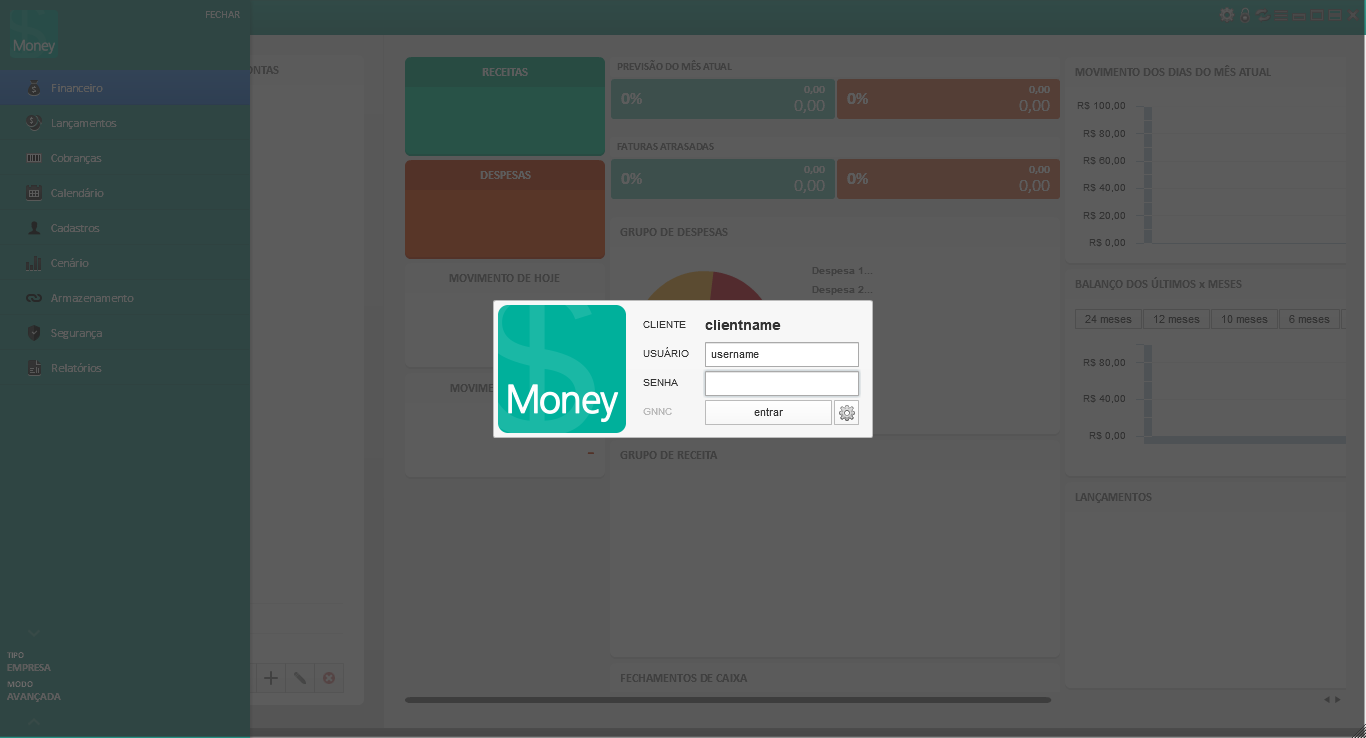 Money
FECHAR
Financeiro
Lançamentos
Cobranças
Calendário
Cadastros
Cenário
Armazenamento
Segurança
Relatórios
TIPO
EMPRESA
MODO
AVANÇADA
RECEITAS
DESPESAS
MOVIMENTO DE HOJE
-
PREVISÃO DO MÊS ATUAL
0% 0,00 0,00
0% 0,00 0,00
FATURAS ATRASADAS
0% 0,00 0,00
0% 0,00 0,00
GRUPO DE DESPESAS
Despesa 1...
Despesa 2...
GRUPO DE RECEITA
FECHAMENTOS DE CAIXA
MOVIMENTO DOS DIAS DO MÊS ATUAL
R$ 100,00
R$ 80,00
R$ 60,00
R$ 40,00
R$ 20,00
R$ 0,00
BALANÇO DOS ÚLTIMOS x MESES
24 meses 12 meses 10 meses 6 meses
R$ 80,00
R$ 40,00
R$ 0,00
LANÇAMENTOS
Money
CLIENTE clientname
USUÁRIO username
SENHA
GNNC entrar